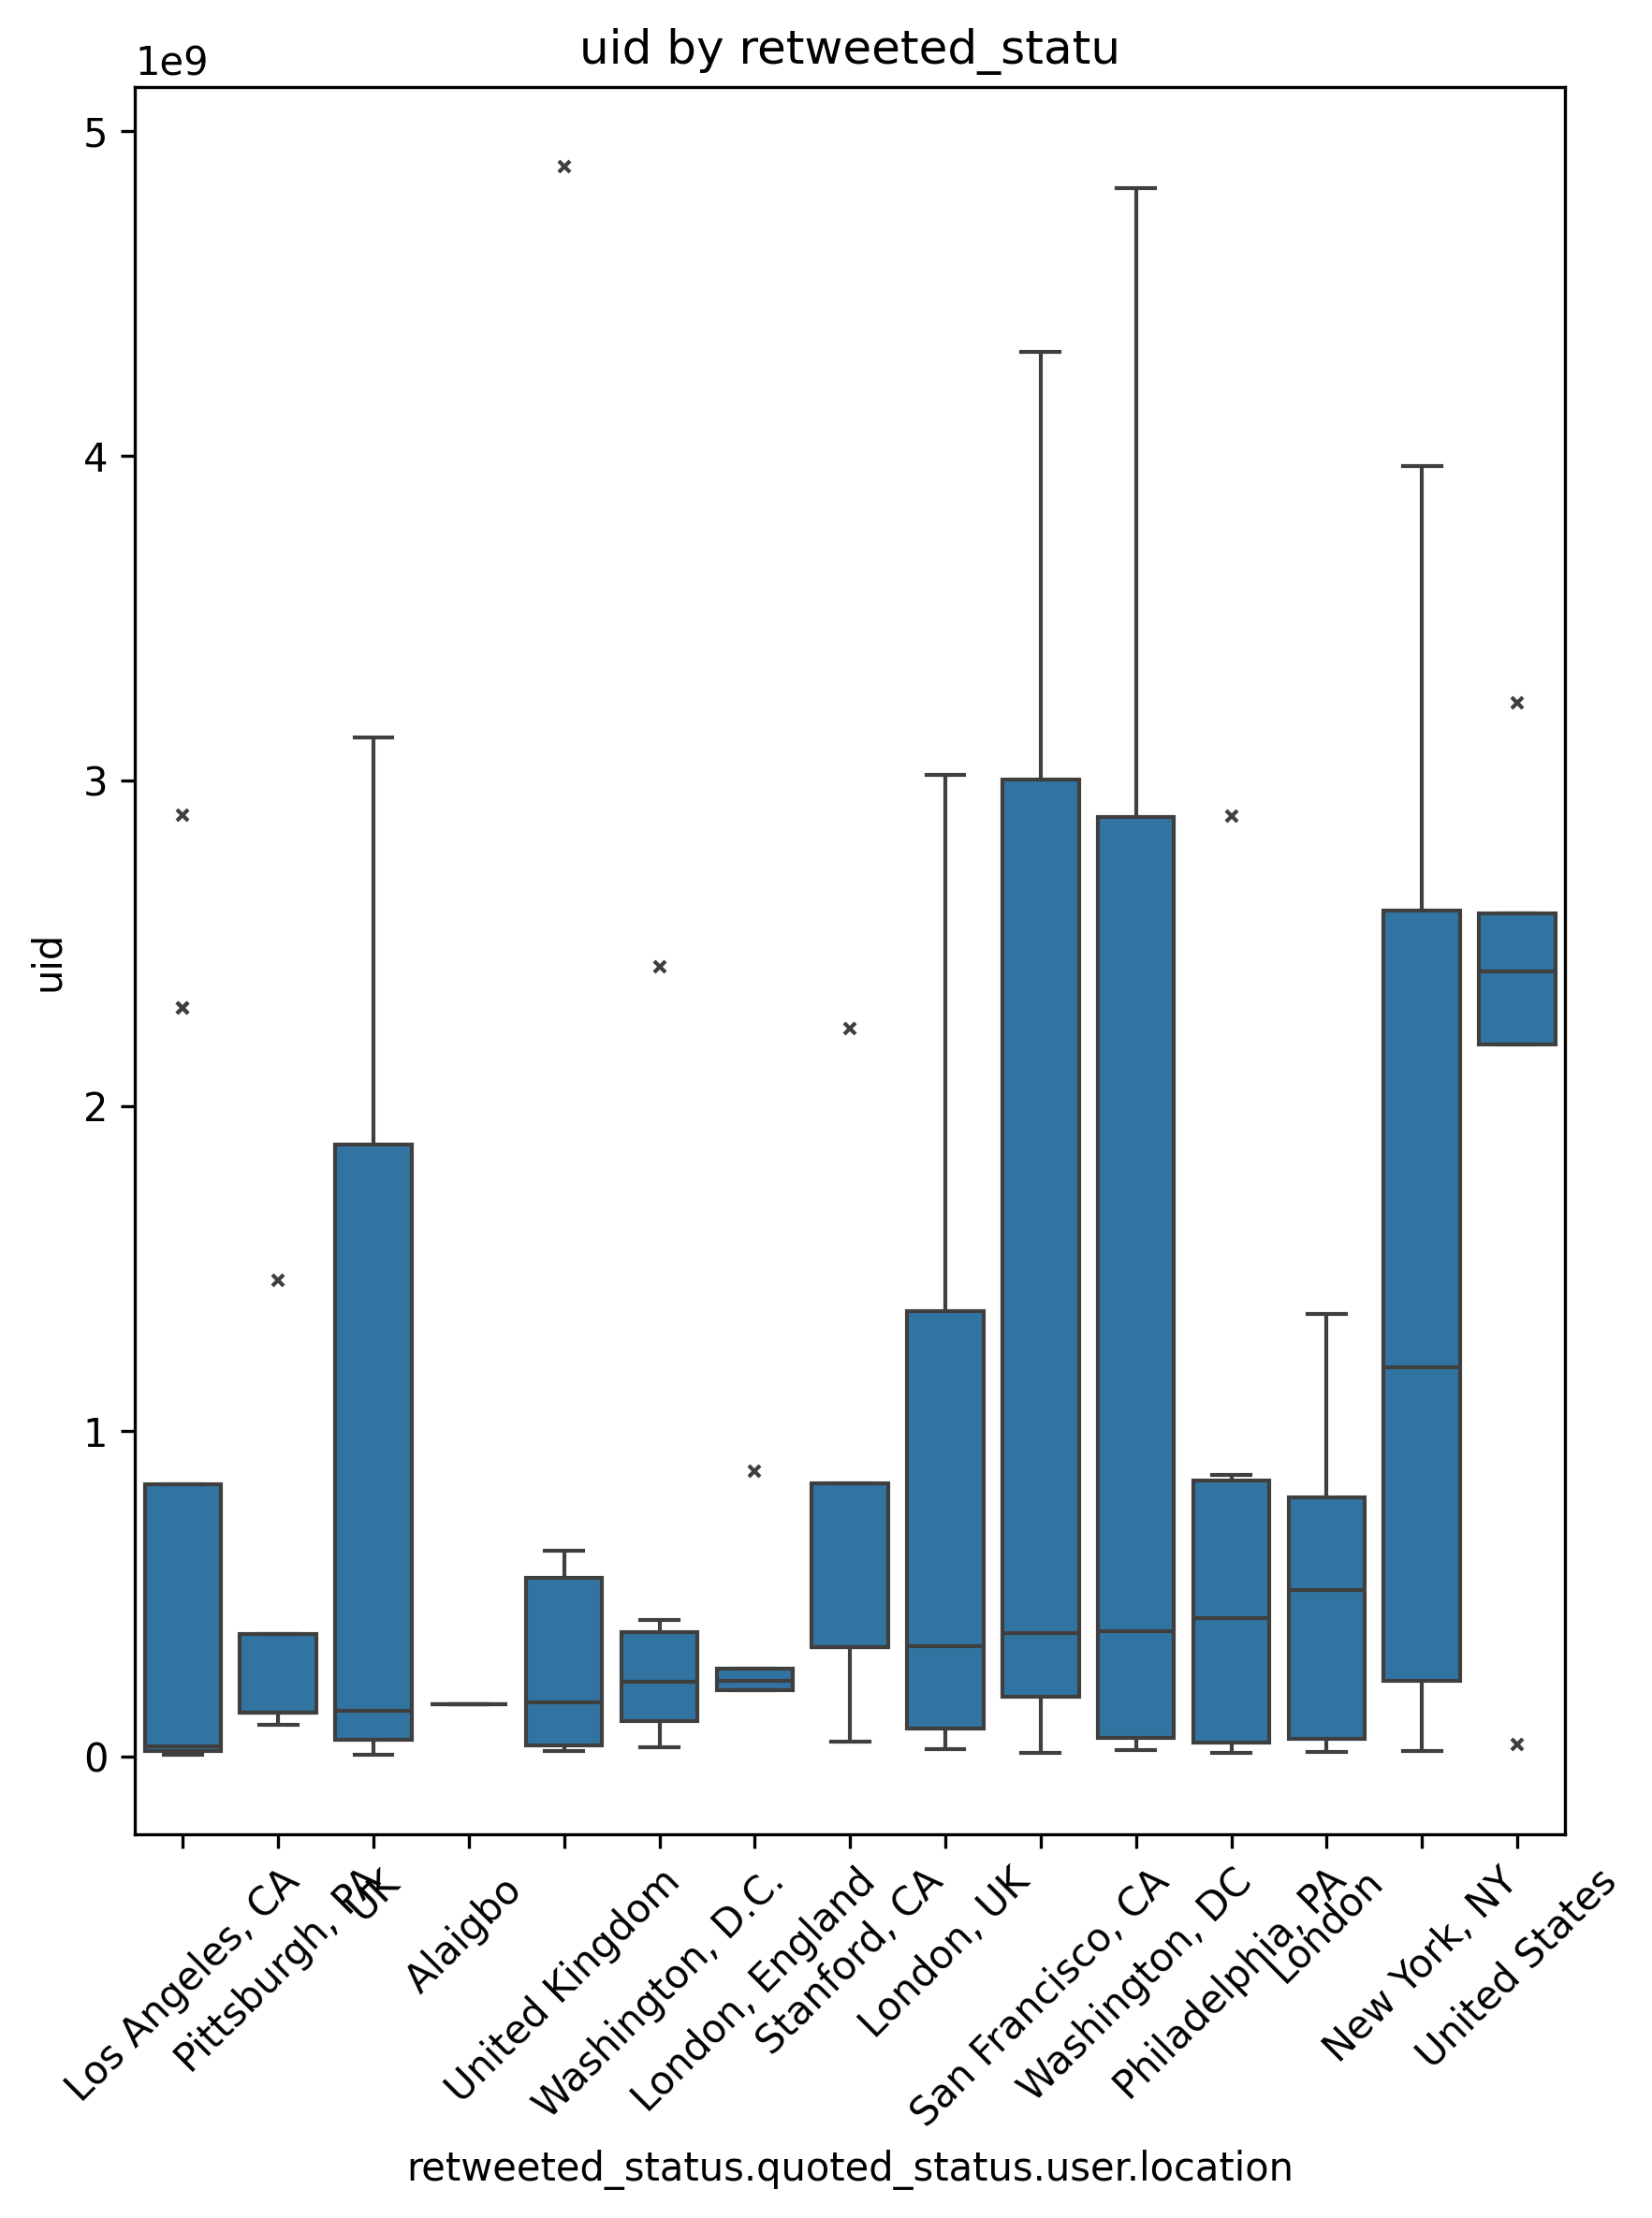 uid by retweeted_statu
1e9
5
4
3
2
1
0
uid
Los Angeles, CA
Pittsburgh, PA
UK
Alaigbo
United Kingdom
Washington, D.C.
London, England
Stanford, CA
London, UK
San Francisco, CA
Washington, DC
Philadelphia, PA
London
New York, NY
United States
retweeted_status.quoted_status.user.location